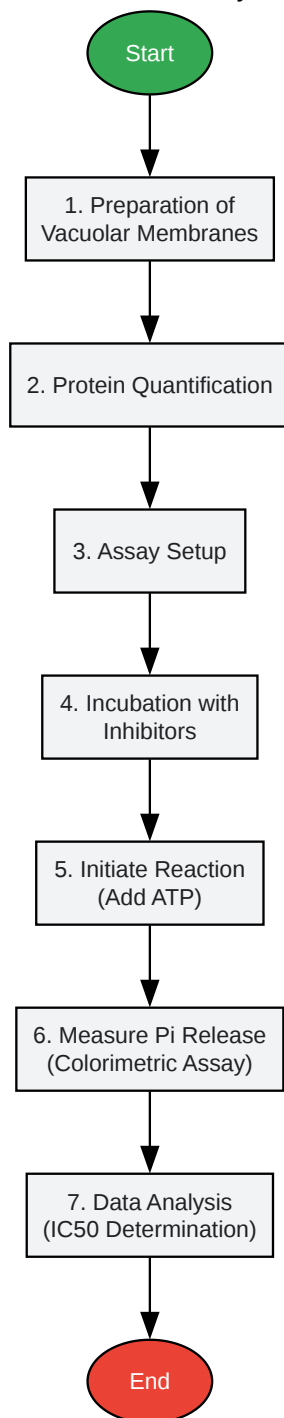 Start
1. Preparation of
Vacuolar Membranes
2. Protein Quantification
3. Assay Setup
4. Incubation with
Inhibitors
5. Initiate Reaction
(Add ATP)
6. Measure Pi Release
(Colorimetric Assay)
7. Data Analysis
(IC50 Determination)
End